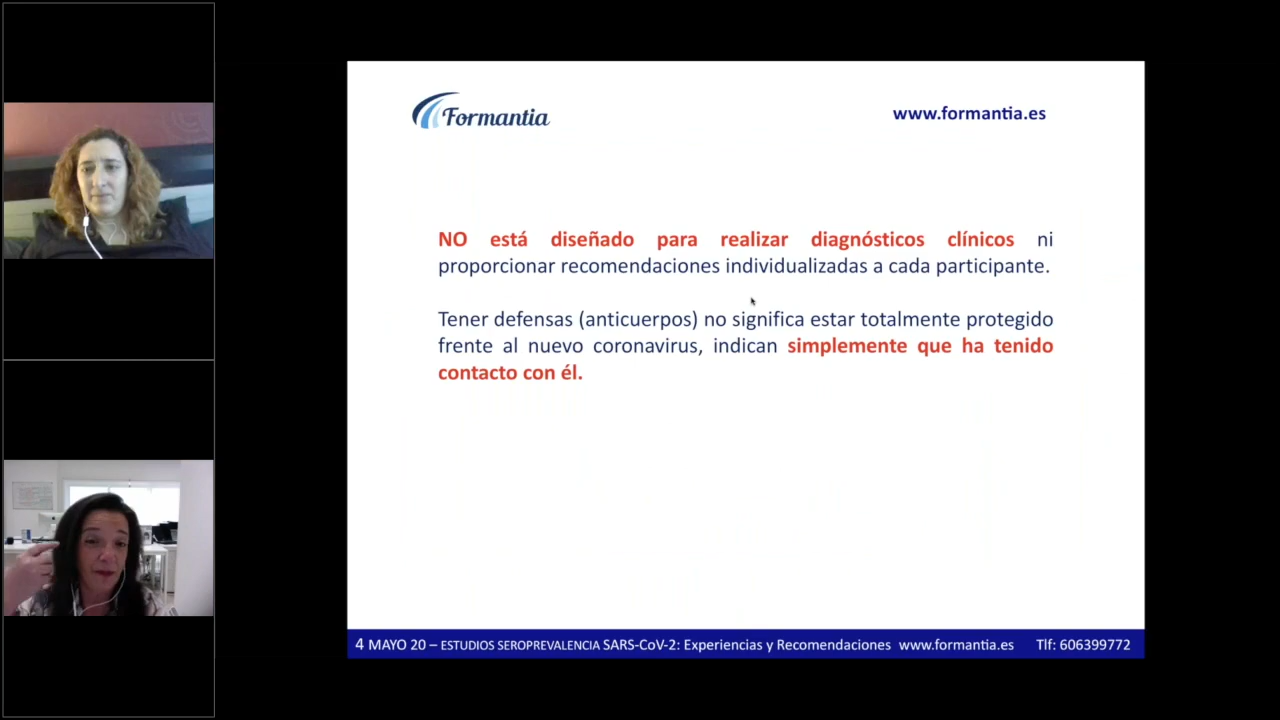 Formantia
www.formantia.es
NO está diseñado para realizar diagnósticos clínicos ni
proporcionar recomendaciones individualizadas a cada participante.
Tener defensas (anticuerpos) no significa estar totalmente protegido
frente al nuevo coronavirus, indican simplemente que ha tenido
contacto con él.
4 MAYO 20 – ESTUDIOS SEROPREVALENCIA SARS-CoV-2: Experiencias y Recomendaciones www.formantia.es Tlf: 606399772